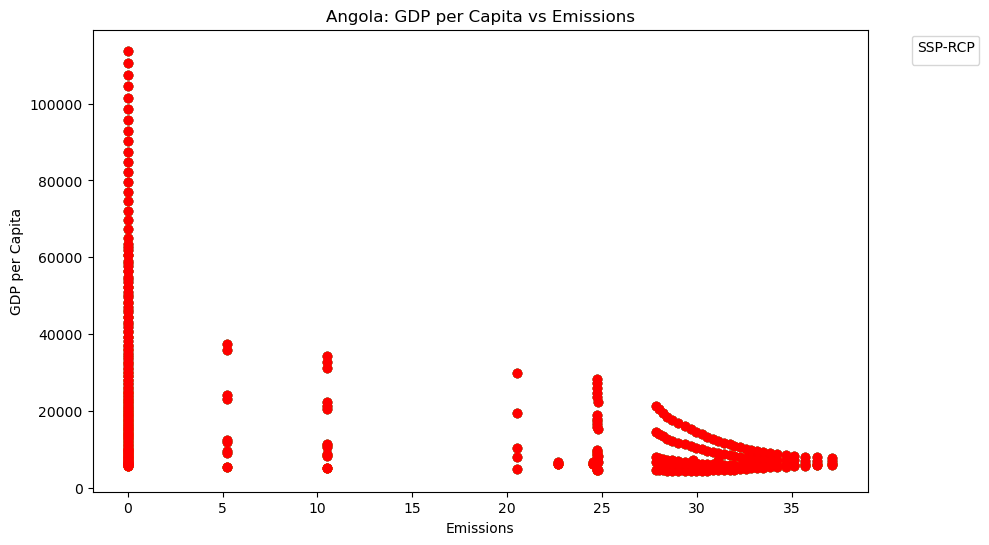 Angola: GDP per Capita vs Emissions
SSP-RCP
GDP per Capita
100000
80000
60000
40000
20000
0
0 5 10 15 20 25 30 35
Emissions